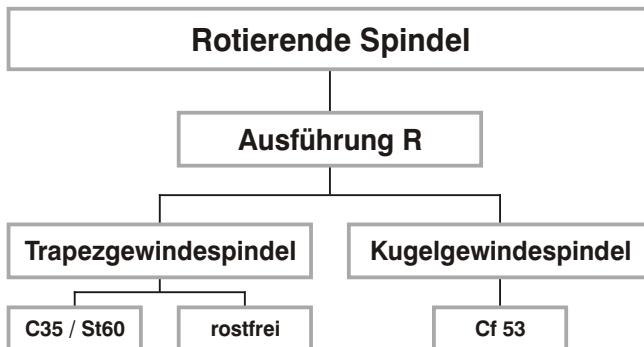 Rotierende Spindel
Ausführung R
Trapezgewindespindel
Kugelgewindespindel
C35 / St60
rostfrei
Cf 53